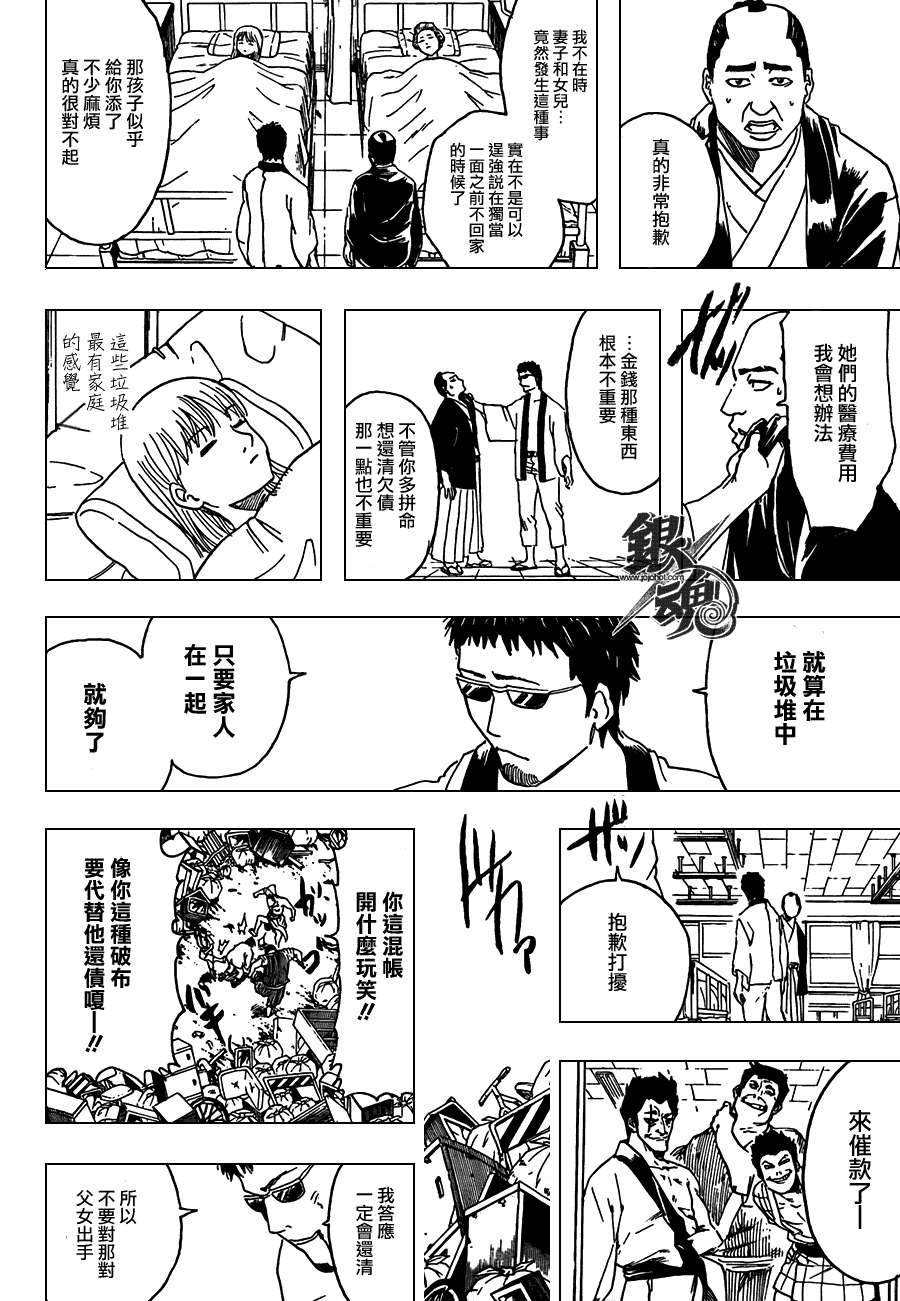 真的非常抱歉
我不在時
妻子和女兒…
竟然發生這種事
實在不是可以
逞強説在獨當
一面之前不回家
的時候了
那孩子似乎
給你添了
不少麻煩
真的很對不起
她們的醫療費用
我會想辦法
…金錢那種東西
根本不重要
不管你多拼命
想還清欠債
那一點也不重要
這些垃圾堆
最有家庭
的感覺
銀魂
www.jojohot.com
就算在
垃圾堆中
只要家人
在一起
就夠了
抱歉打擾
來催款了ー
你這混帳
開什麼玩笑!!
像你這種破布
要代替他還債嗄ー!!
我答應
一定會還清
所以
不要對那對
父女出手